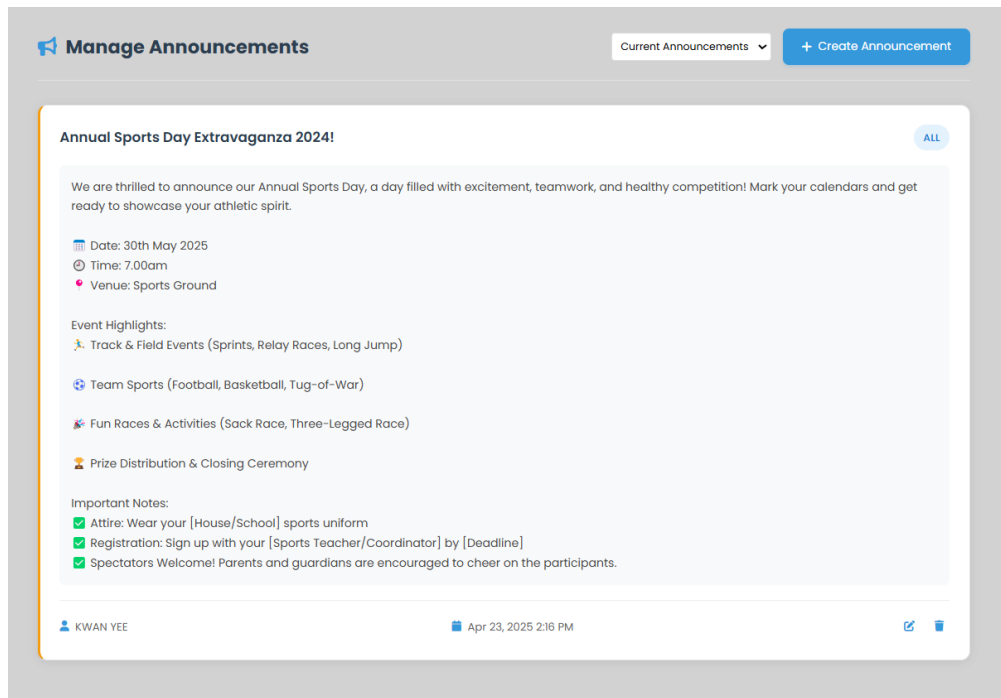 Manage Announcements
Current Announcements
+ Create Announcement
Annual Sports Day Extravaganza 2024!
ALL
We are thrilled to announce our Annual Sports Day, a day filled with excitement, teamwork, and healthy competition! Mark your calendars and get
ready to showcase your athletic spirit.
📅 Date: 30th May 2025
🕘 Time: 7.00am
📍 Venue: Sports Ground
Event Highlights:
🏃 Track & Field Events (Sprints, Relay Races, Long Jump)
⚽ Team Sports (Football, Basketball, Tug-of-War)
🎉 Fun Races & Activities (Sack Race, Three-Legged Race)
🏆 Prize Distribution & Closing Ceremony
Important Notes:
✅ Attire: Wear your [House/School] sports uniform
✅ Registration: Sign up with your [Sports Teacher/Coordinator] by [Deadline]
✅ Spectators Welcome! Parents and guardians are encouraged to cheer on the participants.
KWAN YEE
Apr 23, 2025 2:16 PM